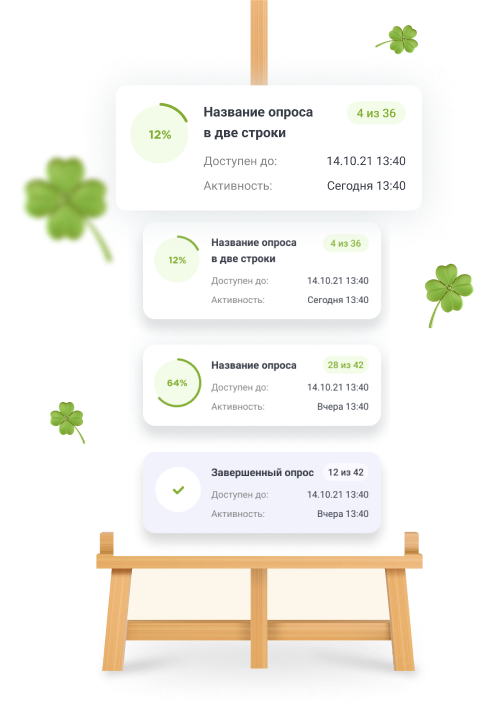 12%
Название опроса
в две строки
4 из 36
Доступен до: 14.10.21 13:40
Активность: Сегодня 13:40
12%
Название опроса
в две строки
4 из 36
Доступен до: 14.10.21 13:40
Активность: Сегодня 13:40
64%
Название опроса 28 из 42
Доступен до: 14.10.21 13:40
Активность: Вчера 13:40
Завершенный опрос 12 из 42
Доступен до: 14.10.21 13:40
Активность: Вчера 13:40